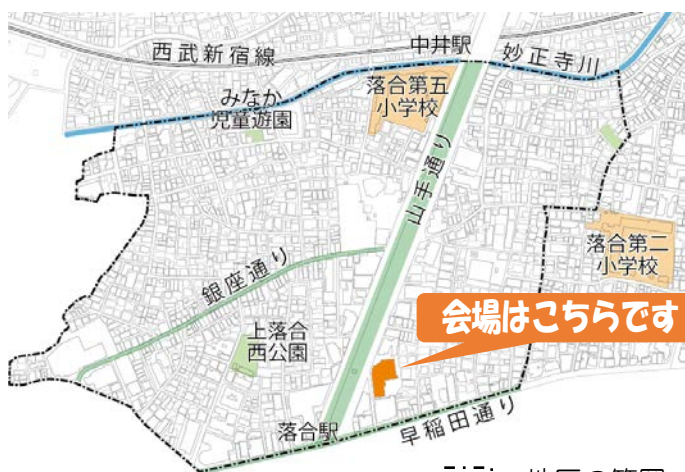 西武新宿線
中井駅
妙正寺川
みなか
児童遊園
落合第五
小学校
山手通り
落合第二
小学校
銀座通り
会場はこちらです
上落合
西公園
落合駅
早稲田通り